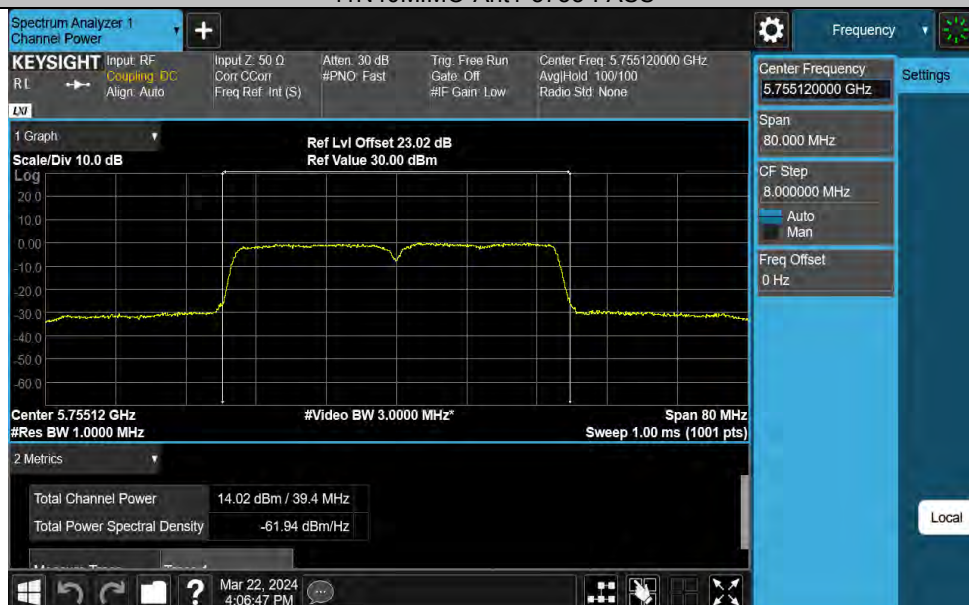 Spectrum Analyzer 1
Channel Power
+
Frequency
KEYSIGHT
RL
LXI
Input: RF
Coupling: DC
Align: Auto
Input Z: 50 Ω
Corr CCorr
Freq Ref: Int (S)
Atten: 30 dB
#PNO: Fast
Trig: Free Run
Gate: Off
#IF Gain: Low
Center Freq: 5.755120000 GHz
Avg|Hold: 100/100
Radio Std: None
Center Frequency
5.755120000 GHz
Settings
Span
80.000 MHz
CF Step
8.000000 MHz
Auto
Man
Freq Offset
0 Hz
1 Graph
Scale/Div 10.0 dB
Ref Lvl Offset 23.02 dB
Ref Value 30.00 dBm
Log
20.0
10.0
0.00
-10.0
-20.0
-30.0
-40.0
-50.0
-60.0
Center 5.75512 GHz
#Res BW 1.0000 MHz
#Video BW 3.0000 MHz*
Span 80 MHz
Sweep 1.00 ms (1001 pts)
2 Metrics
Total Channel Power
14.02 dBm / 39.4 MHz
Total Power Spectral Density
-61.94 dBm/Hz
Local
?
Mar 22, 2024
4:06:47 PM